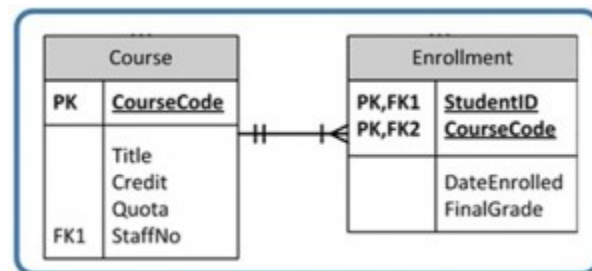 Course
PK CourseCode
Title
Credit
Quota
FK1 StaffNo
Enrollment
PK,FK1 StudentID
PK,FK2 CourseCode
DateEnrolled
FinalGrade